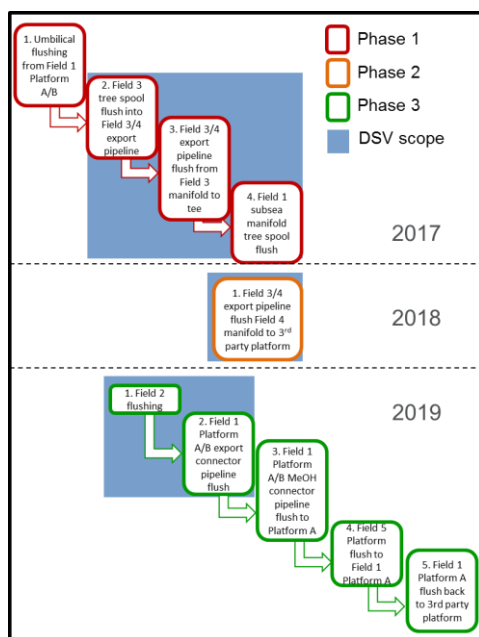 Phase 1
Phase 2
Phase 3
DSV scope
1. Umbilical
flushing
from Field 1
Platform
A/B
2. Field 3
tree spool
flush into
Field 3/4
export
pipeline
3. Field 3/4
export
pipeline
flush from
Field 3
manifold to
tee
4. Field 1
subsea
manifold
tree spool
flush
2017
1. Field 3/4
export pipeline
flush Field 4
manifold to 3rd
party platform
2018
2019
1. Field 2
flushing
2. Field 1
Platform
A/B export
connector
pipeline
flush
3. Field 1
Platform
A/B MeOH
connector
pipeline
flush to
Platform A
4. Field 5
Platform
flush to
Field 1
Platform A
5. Field 1
Platform A
flush back
to 3rd party
platform